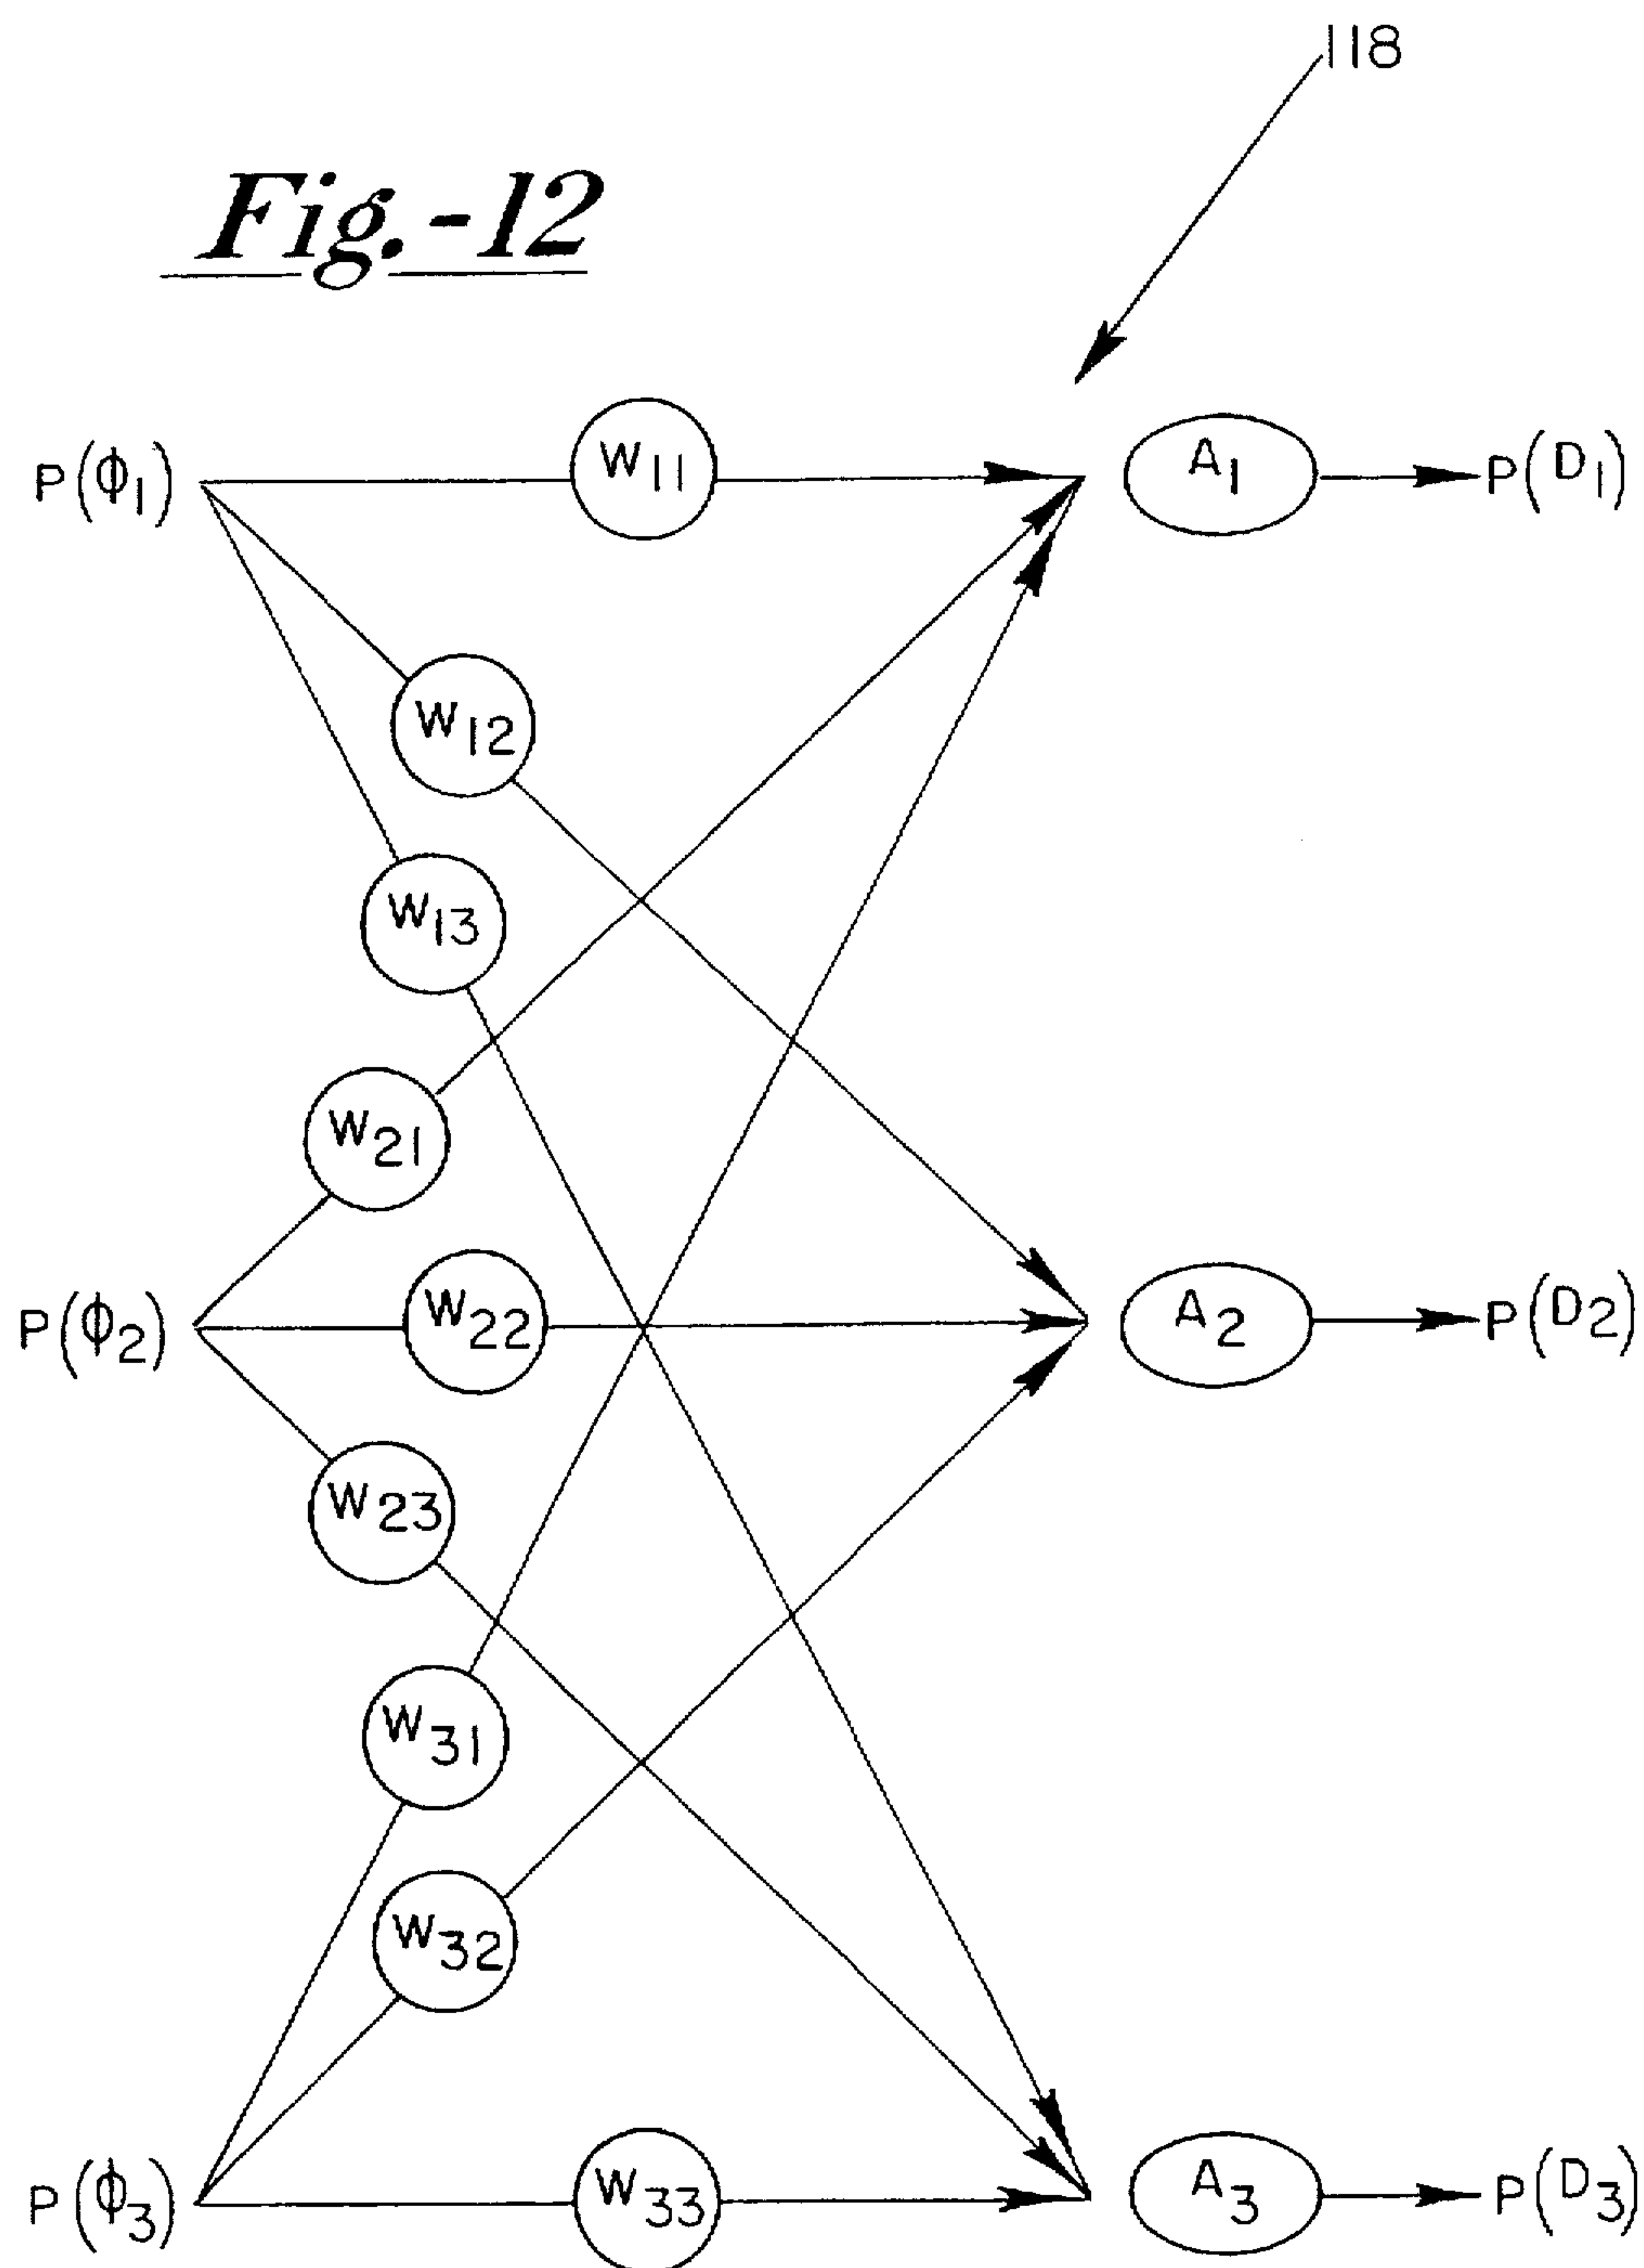 118
Fig.-12
P(ϕ1) W11 A1 P(D1)
W12
W13
W21
P(ϕ2) W22 A2 P(D2)
W23
W31
W32
P(ϕ3) W33 A3 P(D3)